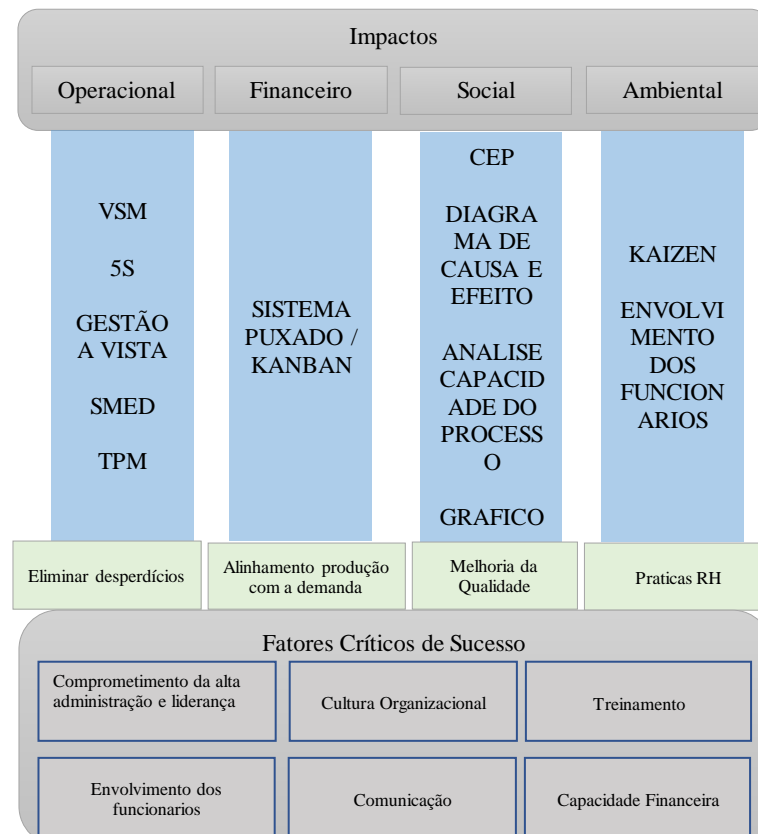 Impactos
Operacional
Financeiro
Social
Ambiental
VSM
5S
GESTÃO
A VISTA
SMED
TPM
SISTEMA
PUXADO /
KANBAN
CEP
DIAGRA
MA DE
CAUSA E
EFEITO
ANALISE
CAPACID
ADE DO
PROCESS
O
GRAFICO
KAIZEN
ENVOLVI
MENTO
DOS
FUNCION
ARIOS
Eliminar desperdícios
Alinhamento produção
com a demanda
Melhoria da
Qualidade
Praticas RH
Fatores Críticos de Sucesso
Comprometimento da alta
administração e liderança
Cultura Organizacional
Treinamento
Envolvimento dos
funcionarios
Comunicação
Capacidade Financeira